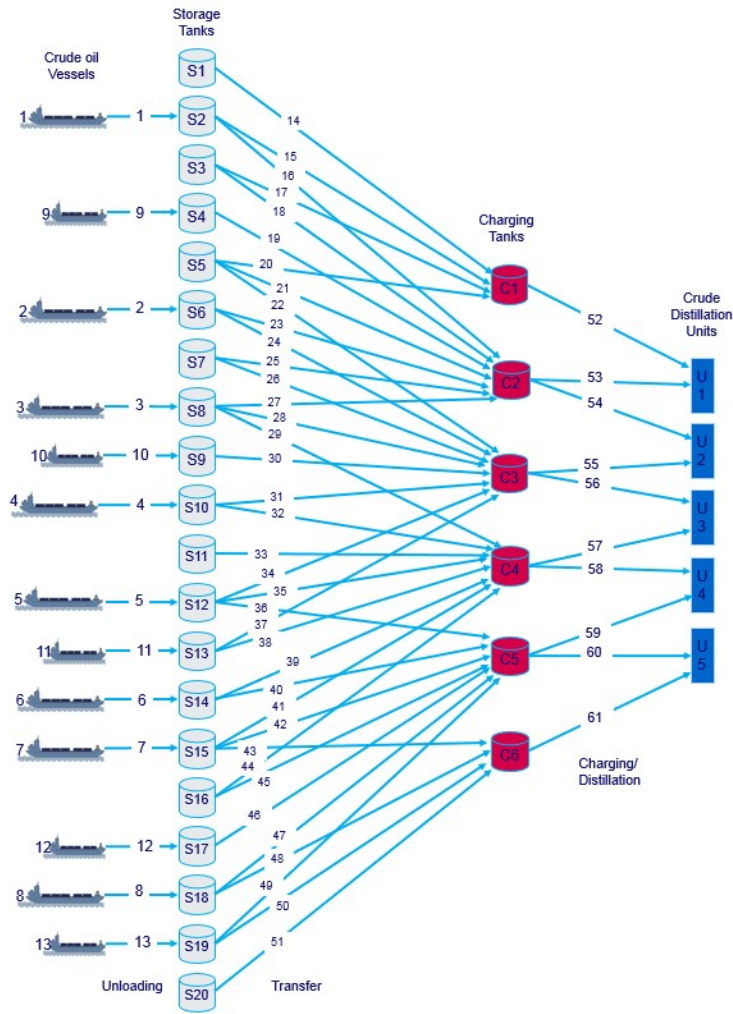 Storage
Tanks
Crude oil
Vessels
S1
1 1 S2
14
S3
15
16
17
9 9 S4
18
Charging
Tanks
19
S5
20
C1
21
Crude
Distillation
Units
2 2 S6
22
23
52
24
S7
25
26
C2
53
U
1
54
3 3 S8
27
28
29
U
2
10 10 S9
30
C3
55
56
4 4 S10
31
32
U
3
S11
33
57
C4
58
34
U
4
5 5 S12
35
36
37
59
11 11 S13
38
C5
60
U
5
39
6 6 S14
40
41
61
7 7 S15
42
43
C6
44
45
S16
Charging/
Distillation
46
12 12 S17
47
48
8 8 S18
49
50
13 13 S19
51
Unloading
S20
Transfer